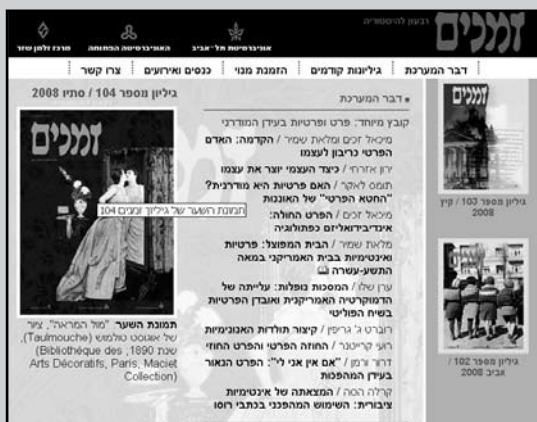 זמנים
רבעון להיסטוריה
אוניברסיטת תל-אביב
האוניברסיטה הפתוחה
מרכז זלמן שזר
דבר המערכת
גיליונות קודמים
הזמנת מנוי
כנסים ואירועים
צרו קשר
דבר המערכת
קובץ מיוחד: פרט ופרטיות בעידן המודרני
מיכאל זכים ומלאת שמיר / הקדמה: האדם
הפרטי כריבון לעצמו
ירון אזרחי / כיצד העצמי יוצר את עצמו
תומס לאקר / האם פרטיות היא מודרנית?
"החטא הפרטי" של האוננות
מיכאל זכים / הפרט החולה:
אינדיבידואליזם כפתולוגיה
מלאת שמיר / הבית המפוצל: פרטיות
ואינטימיות בבית האמריקני במאה
התשע-עשרה
ערן שלו / המסכות נופלות: עלייתה של
הדמוקרטיה האמריקנית ואובדן הפרטיות
בשיח הפוליטי
רוברט ג' גריפין / קיצור תולדות האנונימיות
רועי קרייטנר / החוזה הפרטי והפרט החוזי
דרור ורמן / "אם אין אני לי": הפרט הנאור
בעידן המהפכות
קרלה הסה / המצאתה של אינטימיות
ציבורית: השימוש המהפכני בכתבי רוסו
גיליון מספר 104 / סתיו 2008
זמנים
תמונת השער של גיליון זמנים 104
תמונת השער: "מול המראה", ציור
של אוגוסט טולמוש (Taulmouche),
שנת 1890, (Bibliothéque des
Arts Décoratifs, Paris, Maciet
Collection)
זמנים
גיליון מספר 103 / קיץ
2008
גיליון מספר 102 /
אביב 2008